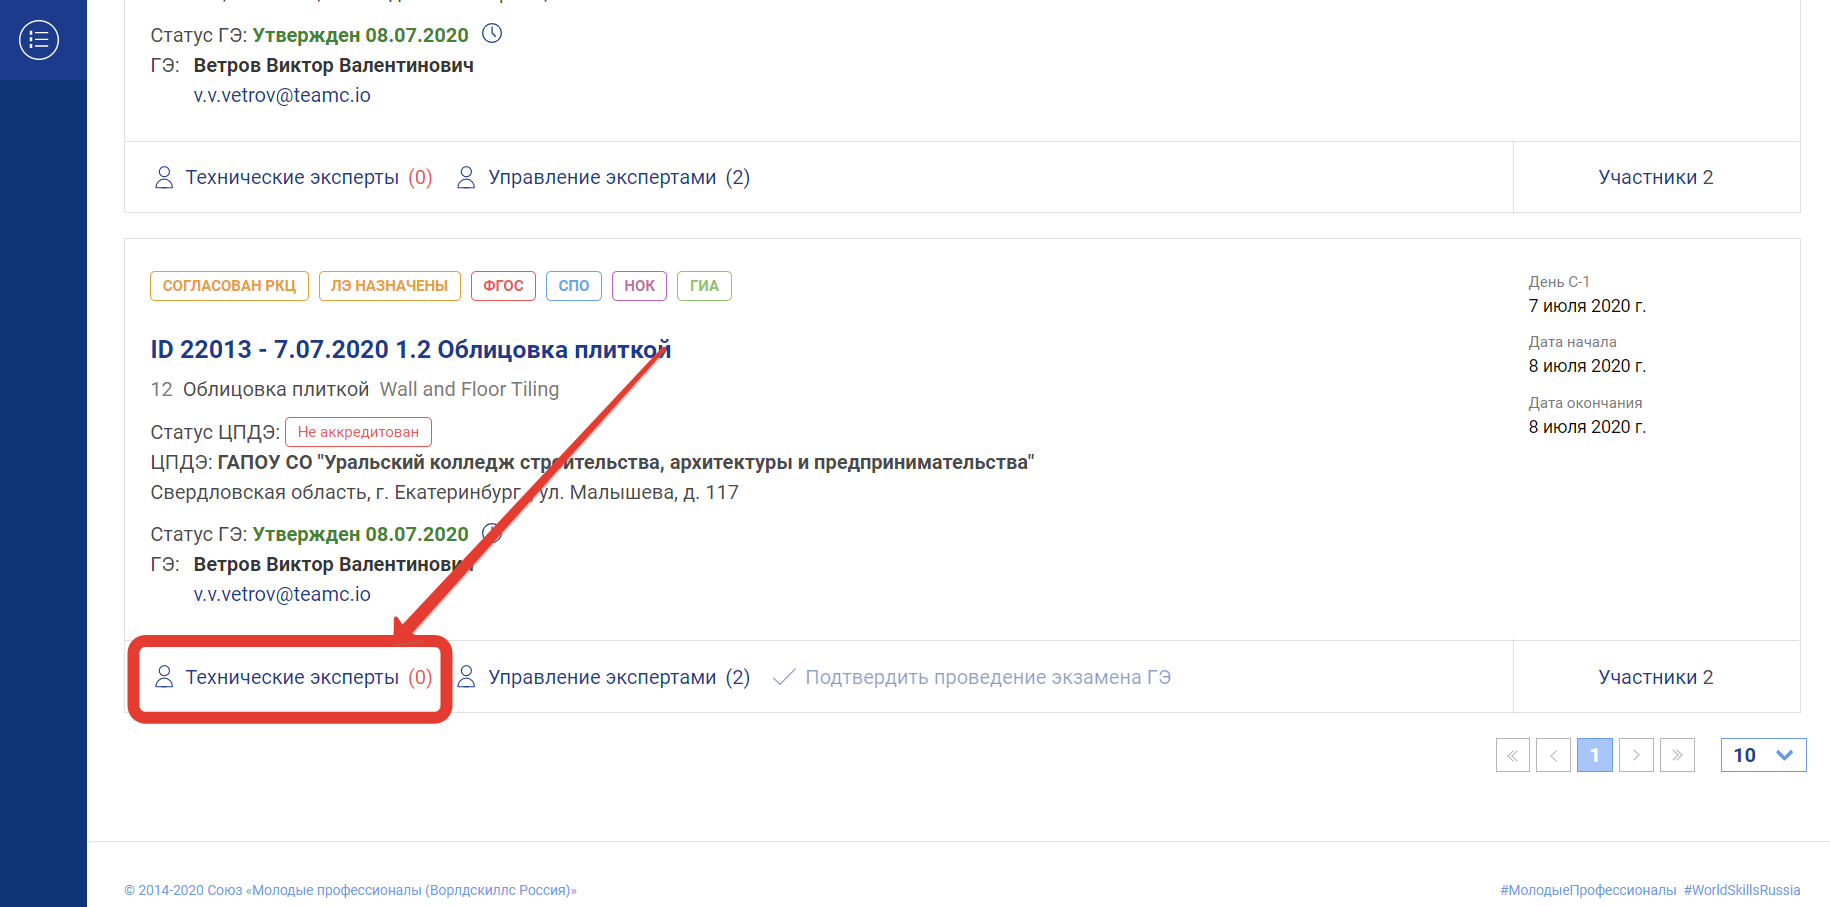 Статус ГЭ: Утвержден 08.07.2020
ГЭ: Ветров Виктор Валентинович
v.v.vetrov@teamc.io
Технические эксперты (0) Управление экспертами (2) Участники 2
СОГЛАСОВАН РКЦ ЛЭ НАЗНАЧЕНЫ ФГОС СПО НОК ГИА
День C-1
7 июля 2020 г.
Дата начала
8 июля 2020 г.
Дата окончания
8 июля 2020 г.
ID 22013 - 7.07.2020 1.2 Облицовка плиткой
12 Облицовка плиткой Wall and Floor Tiling
Статус ЦПДЭ: Не аккредитован
ЦПДЭ: ГАПОУ СО "Уральский колледж строительства, архитектуры и предпринимательства"
Свердловская область, г. Екатеринбург, ул. Малышева, д. 117
Статус ГЭ: Утвержден 08.07.2020
ГЭ: Ветров Виктор Валентинович
v.v.vetrov@teamc.io
Технические эксперты (0) Управление экспертами (2) Подтвердить проведение экзамена ГЭ Участники 2
« ‹ 1 › » 10
© 2014-2020 Союз «Молодые профессионалы (Ворлдскиллс Россия)»
#МолодыеПрофессионалы #WorldSkillsRussia